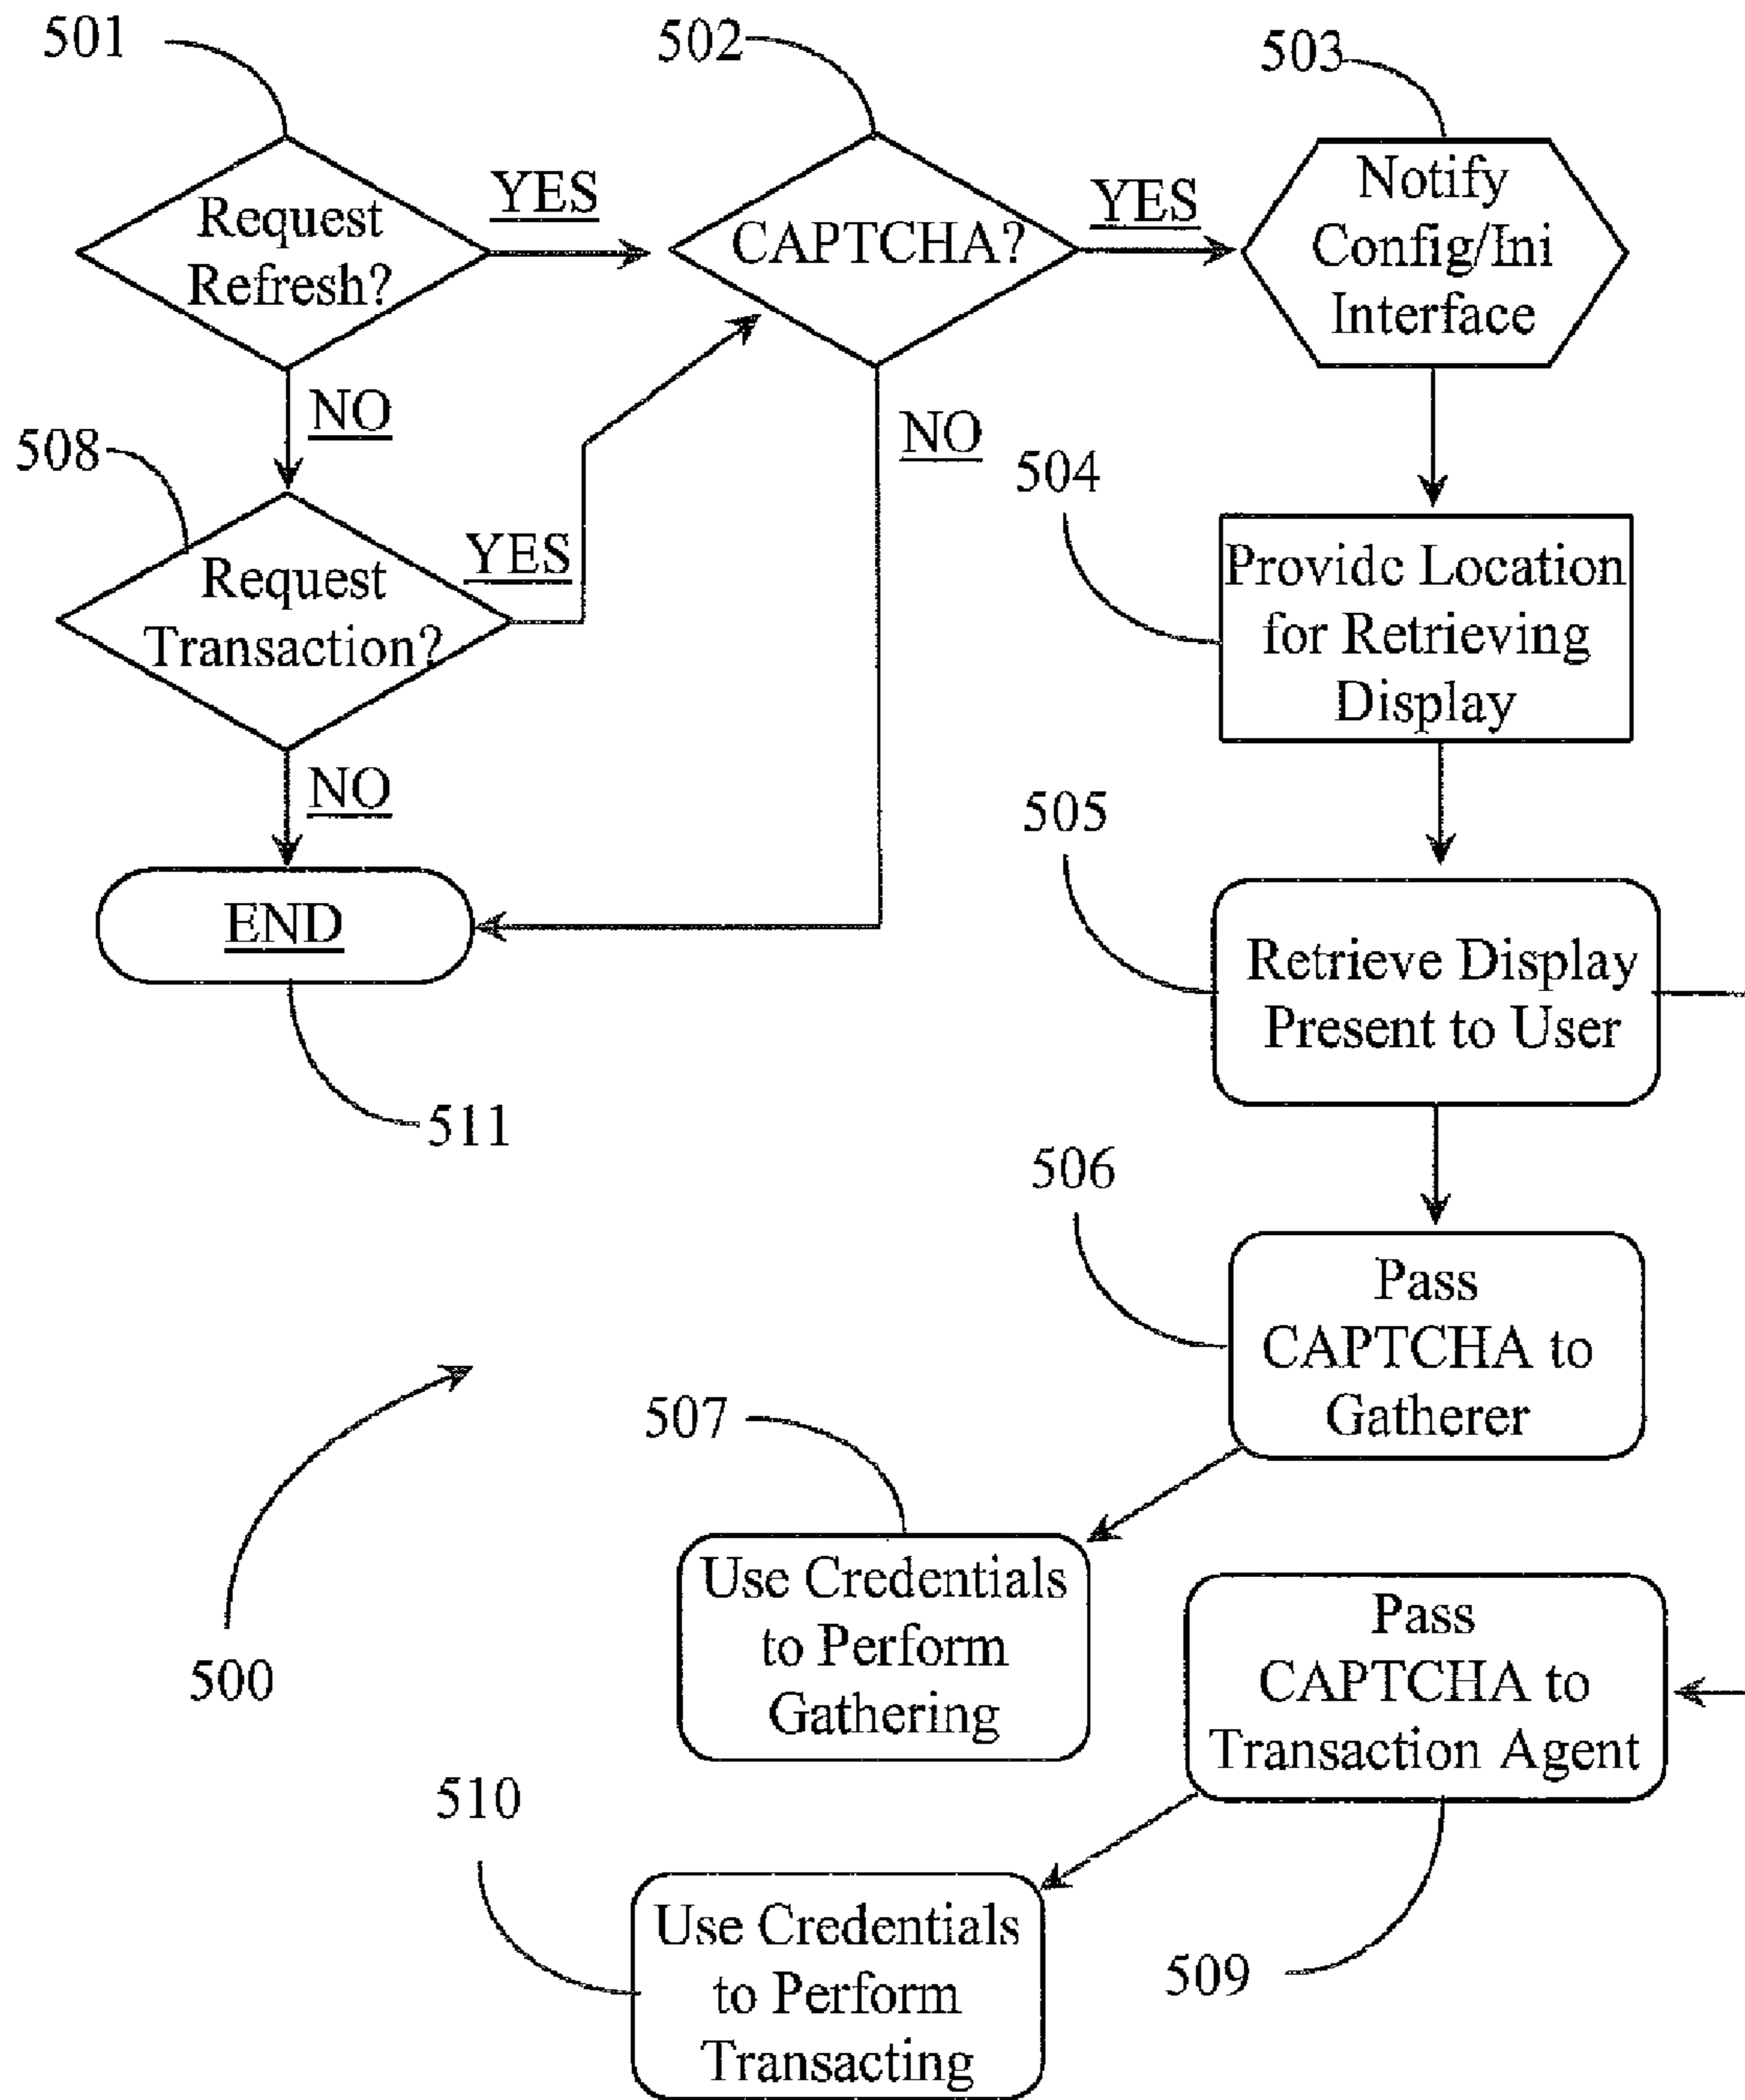 501
502
503
Request
Refresh?
YES
CAPTCHA?
YES
Notify
Config/Ini
Interface
NO
NO
508
Request
Transaction?
YES
504
Provide Location
for Retrieving
Display
NO
END
511
505
Retrieve Display
Present to User
506
Pass
CAPTCHA to
Gatherer
507
Use Credentials
to Perform
Gathering
500
Pass
CAPTCHA to
Transaction Agent
509
510
Use Credentials
to Perform
Transacting